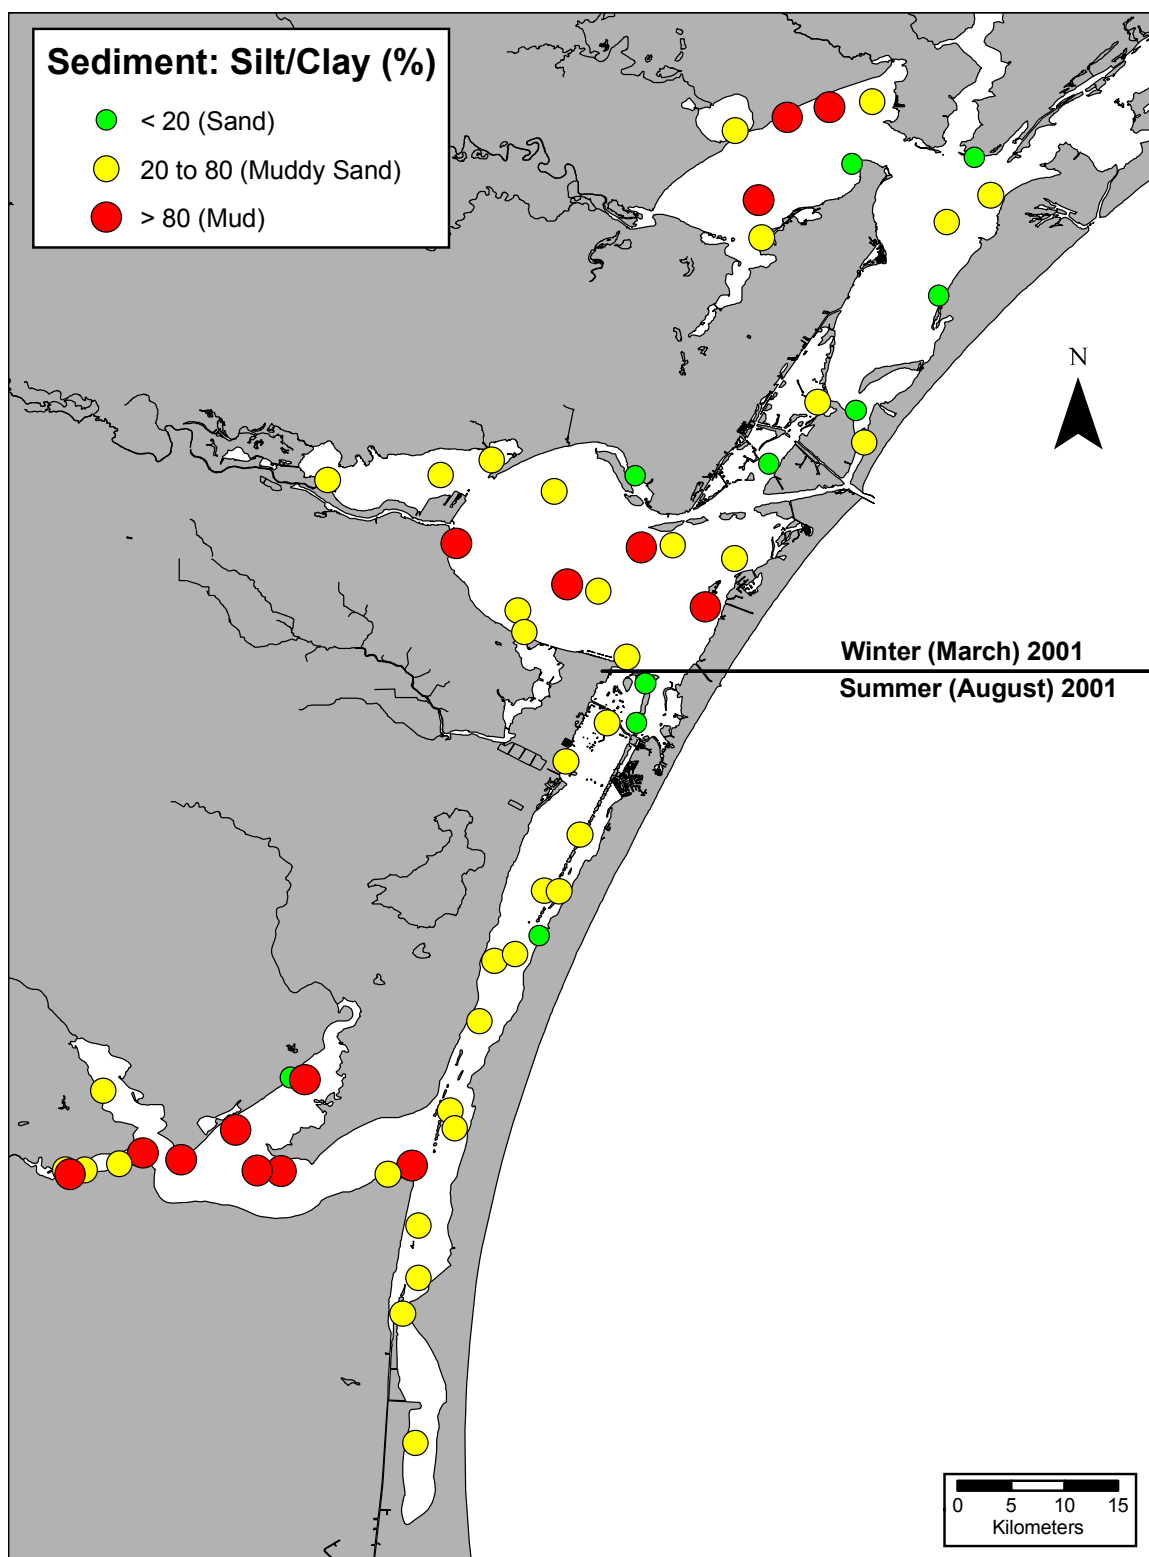 Sediment: Silt/Clay (%)
< 20 (Sand)
20 to 80 (Muddy Sand)
> 80 (Mud)
N
Winter (March) 2001
Summer (August) 2001
0 5 10 15
Kilometers